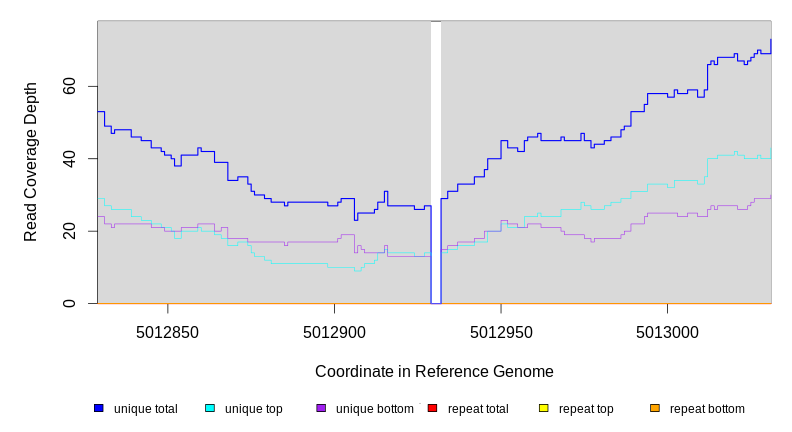 Read Coverage Depth
60
40
20
0
5012850 5012900 5012950 5013000
Coordinate in Reference Genome
unique total unique top unique bottom repeat total repeat top repeat bottom